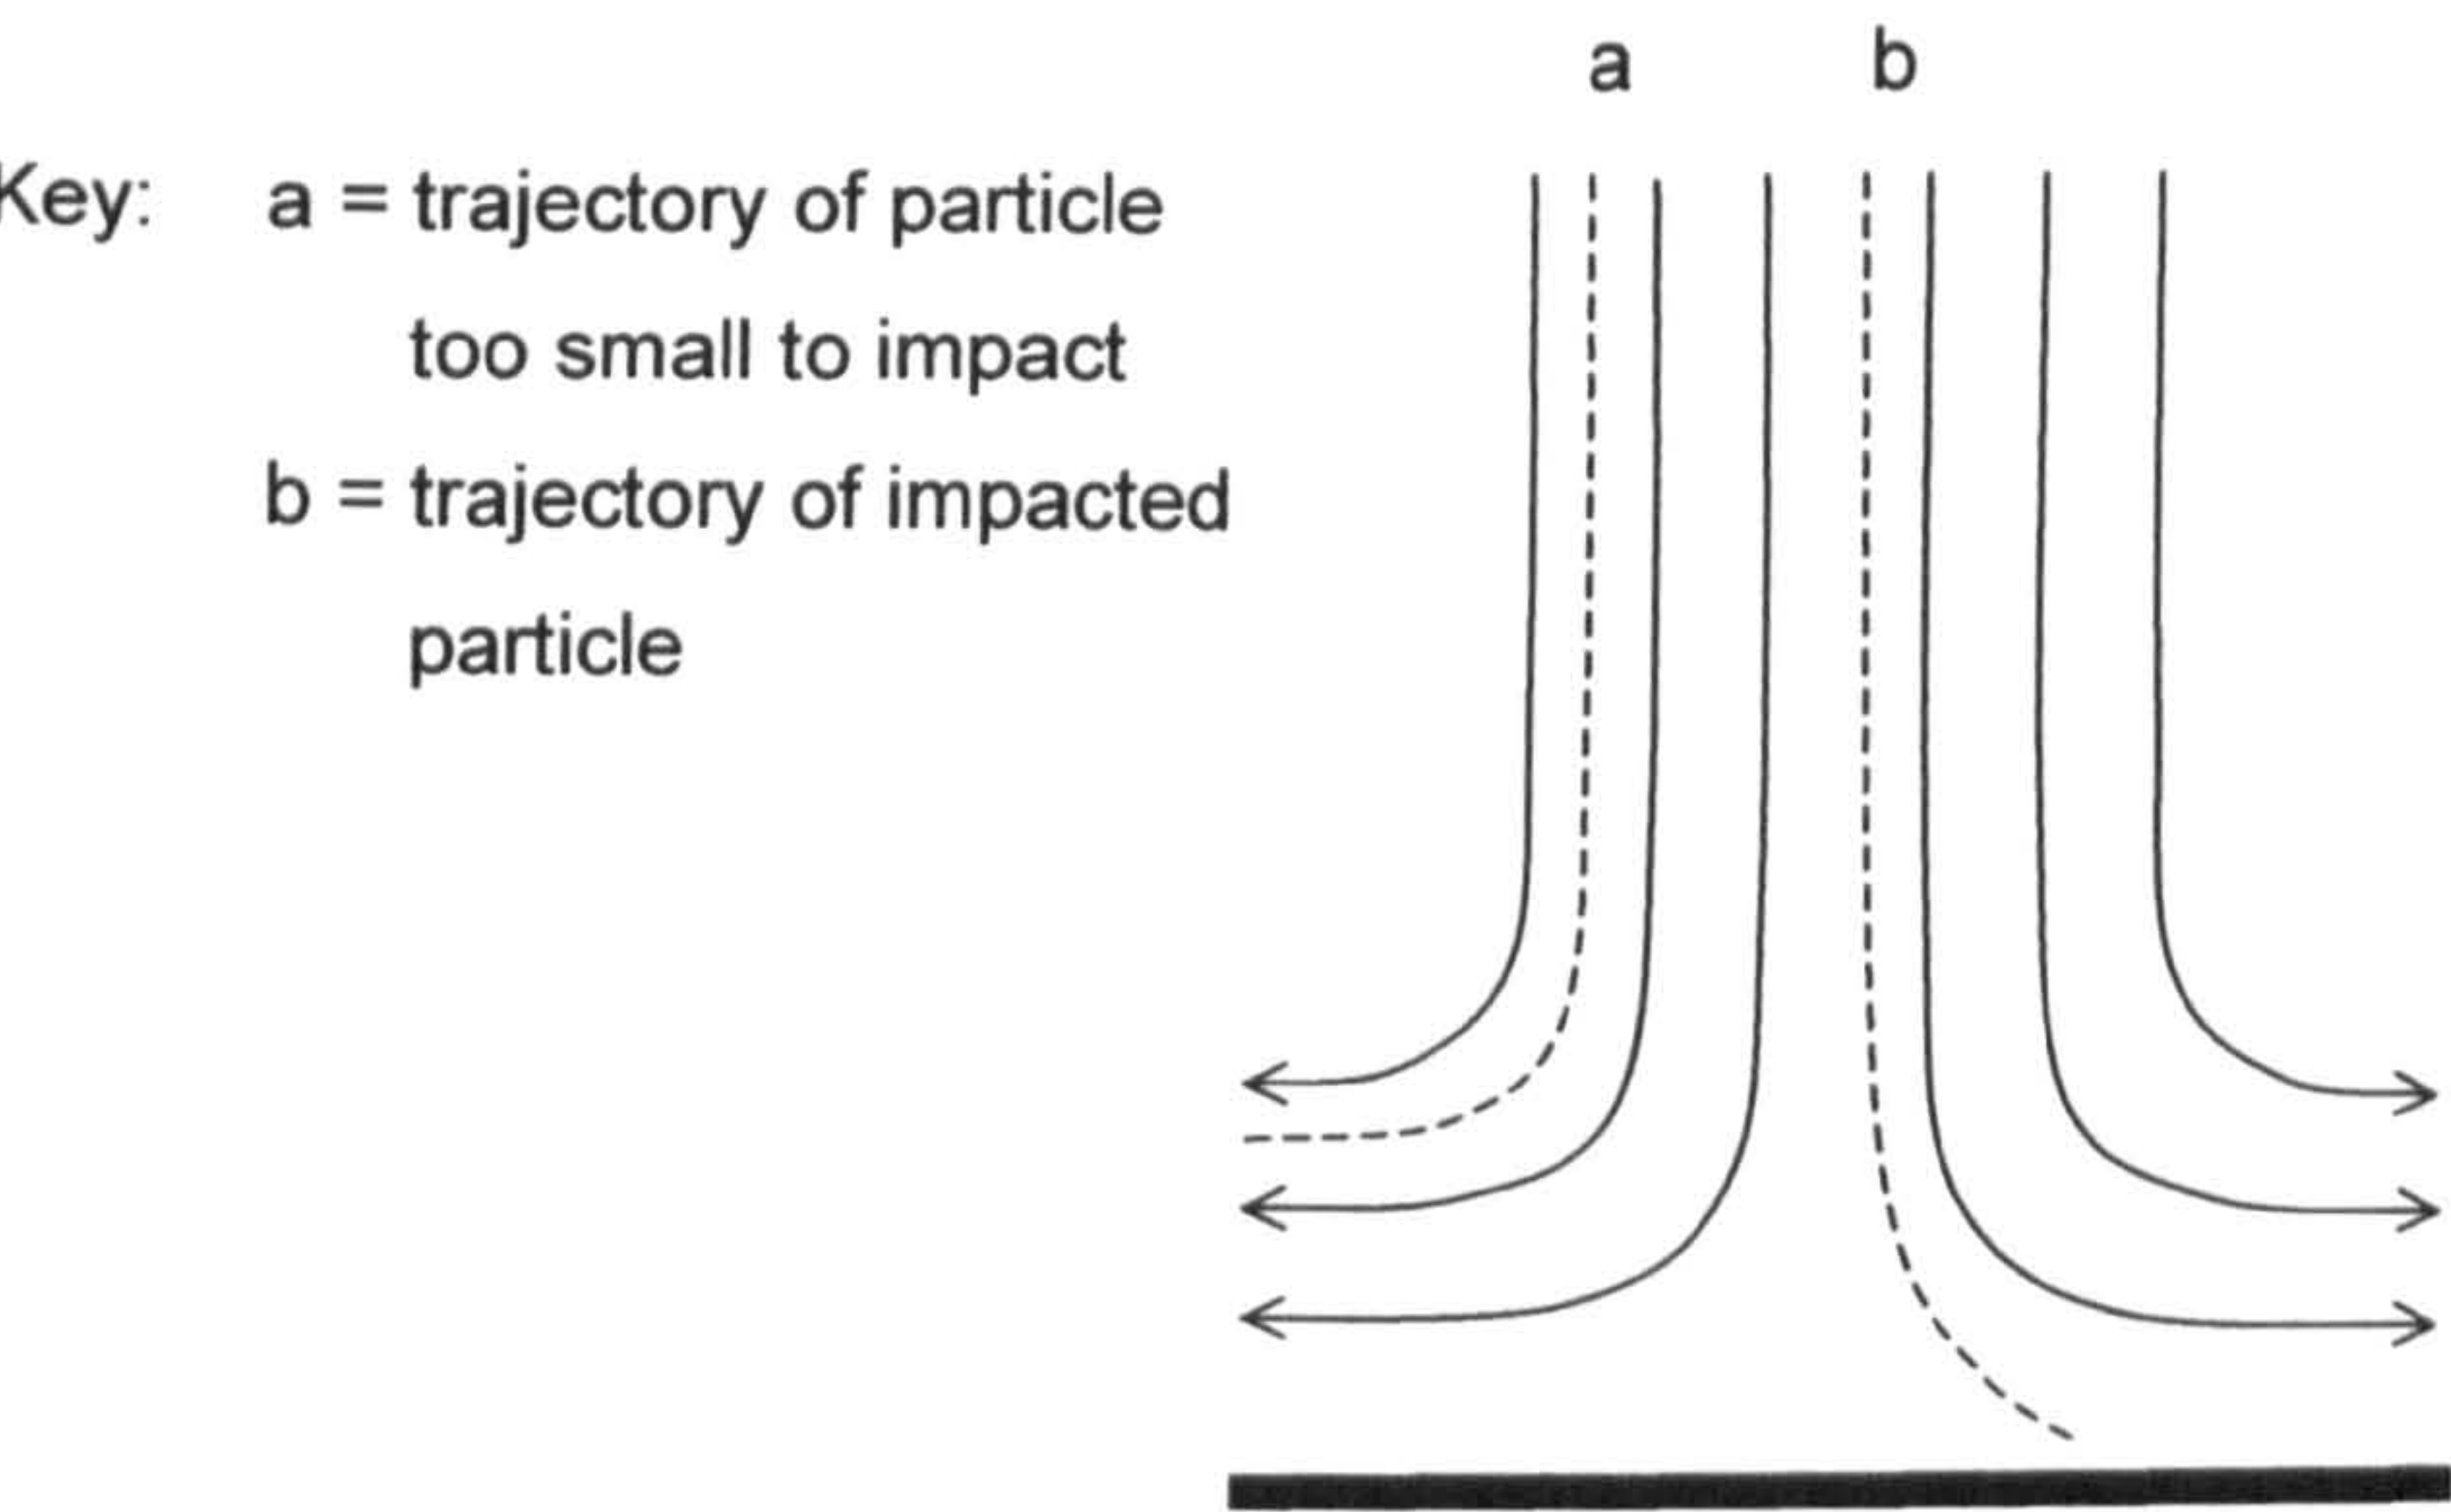 a b
Key: a = trajectory of particle
too small to impact
b = trajectory of impacted
particle